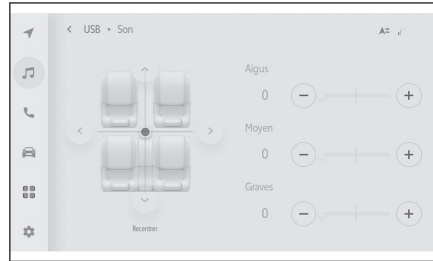 < USB • Son
Aigus
0
Moyen
0
Graves
0
Recentrer